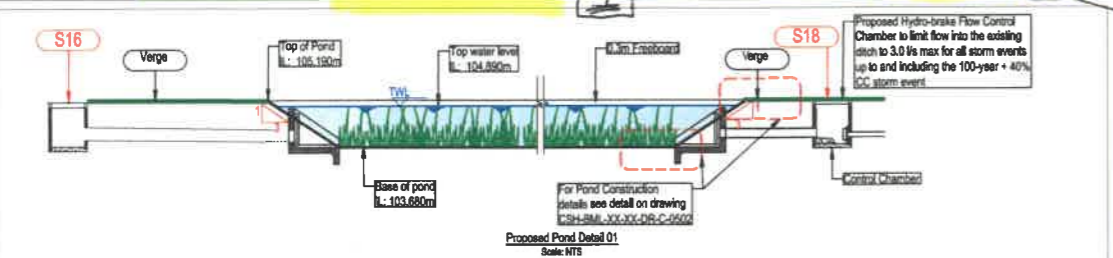 S16
Verge
Top of Pond
IL: 105.190m
Top water level
IL: 104.890m
0.3m Freeboard
Verge
S18
Proposed Hydro-brake Flow Control
Chamber to limit flow into the existing
ditch to 3.0 l/s max for all storm events
up to and including the 100-year + 40%
CC storm event
TWL
1
Base of pond
IL: 103.680m
For Pond Construction
details see detail on drawing
CSH-BML-XX-XX-DR-C-0502
Control Chamber
Proposed Pond Detail 01
Scale: NTS